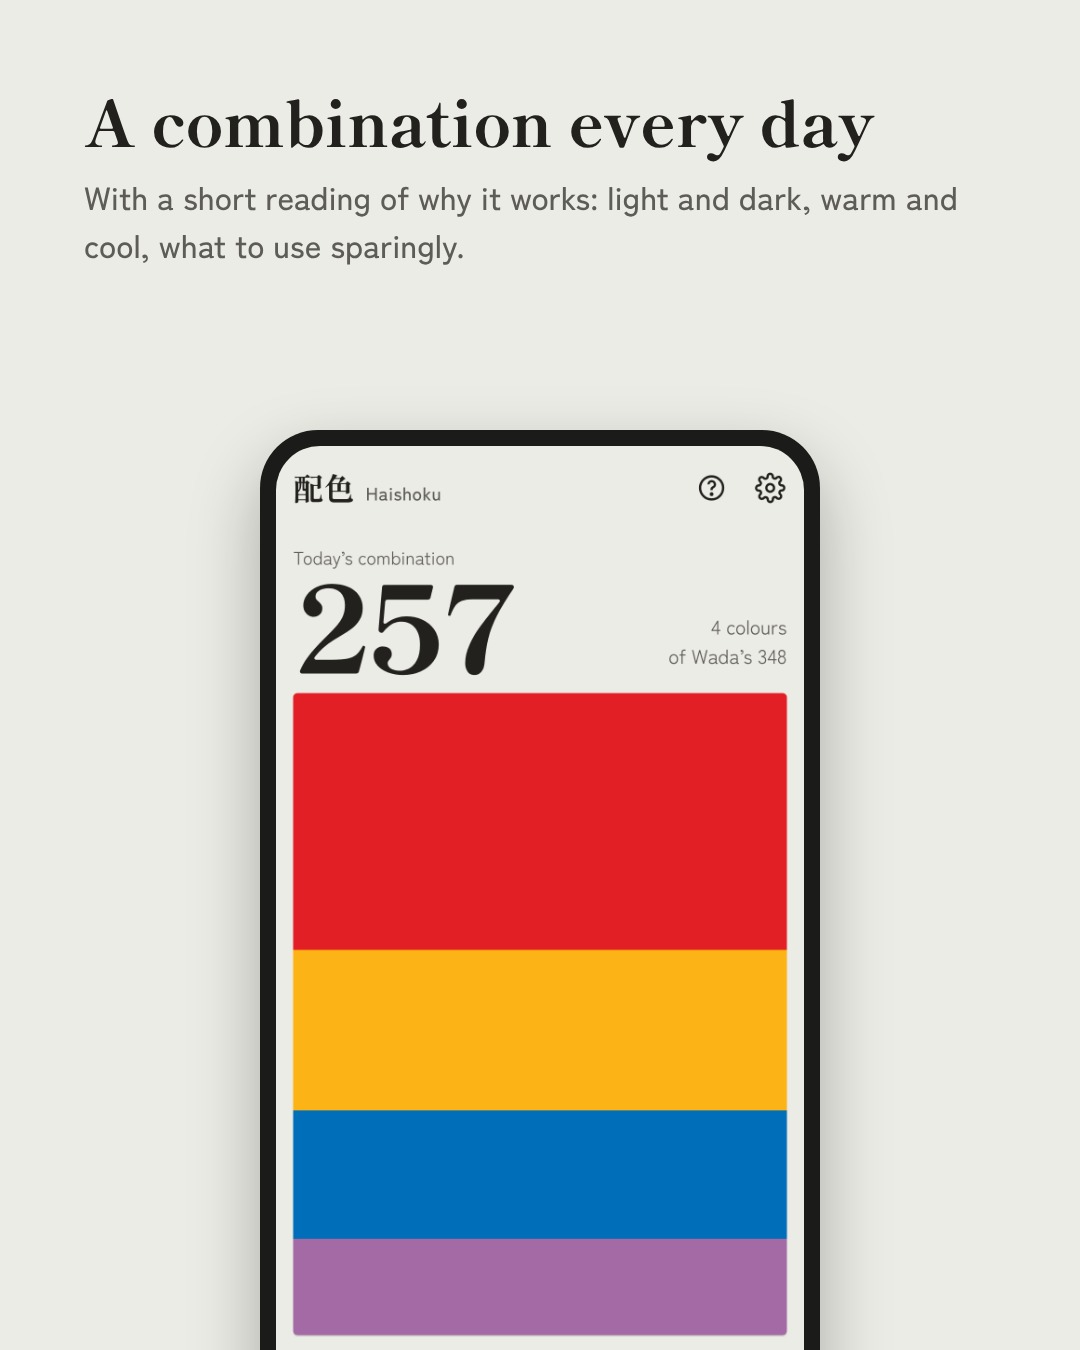 A combination every day
With a short reading of why it works: light and dark, warm and
cool, what to use sparingly.
配色 Haishoku
Today’s combination
257
4 colours
of Wada’s 348